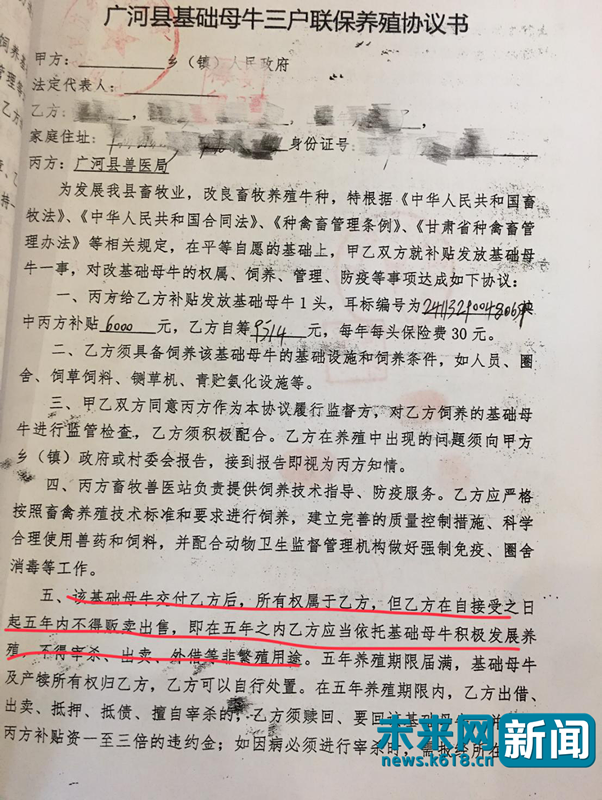 广河县基础母牛三户联保养殖协议书
甲方：乡（镇）人民政府
法定代表人：
乙方：
家庭住址：身份证号：
丙方：广河县兽医局
为发展我县畜牧业，改良畜牧养殖牛种，特根据《中华人民共和国畜
牧法》、《中华人民共和国合同法》、《种禽畜管理条例》、《甘肃省种禽畜管
理办法》等相关规定，在平等自愿的基础上，甲乙双方就补贴发放基础母
牛一事，对改基础母牛的权属、饲养、管理、防疫等事项达成如下协议：
一、丙方给乙方补贴发放基础母牛1头，耳标编号为
中丙方补贴6000元，乙方自筹9314元，每年每头保险费30元。
二、乙方须具备饲养该基础母牛的基础设施和饲养条件，如人员、圈
舍、饲草饲料、铡草机、青贮氨化设施等。
三、甲乙双方同意丙方作为本协议履行监督方，对乙方饲养的基础母
牛进行监管检查，乙方须积极配合。乙方在养殖中出现的问题须向甲方
乡（镇）政府或村委会报告，接到报告即视为丙方知情。
四、丙方畜牧兽医站负责提供饲养技术指导、防疫服务。乙方应严格
按照畜禽养殖技术标准和要求进行饲养，建立完善的质量控制措施、科学
合理使用兽药和饲料，并配合动物卫生监督管理机构做好强制免疫、圈舍
消毒等工作。
五、该基础母牛交付乙方后，所有权属于乙方，但乙方在自接受之日
起五年内不得贩卖出售，即在五年之内乙方应当依托基础母牛积极发展养
殖，不得宰杀、出卖、外借等非繁殖用途。五年养殖期限届满，基础母牛
及产犊所有权归乙方，乙方可以自行处置。在五年养殖期限内，乙方出借、
出卖、抵押、抵债、擅自宰杀的，乙方须赎回、要回该基础母
丙方补贴资一至三倍的违约金；如因病必须进行宰杀时，需报经所在
未来网新闻
news.k618.cn